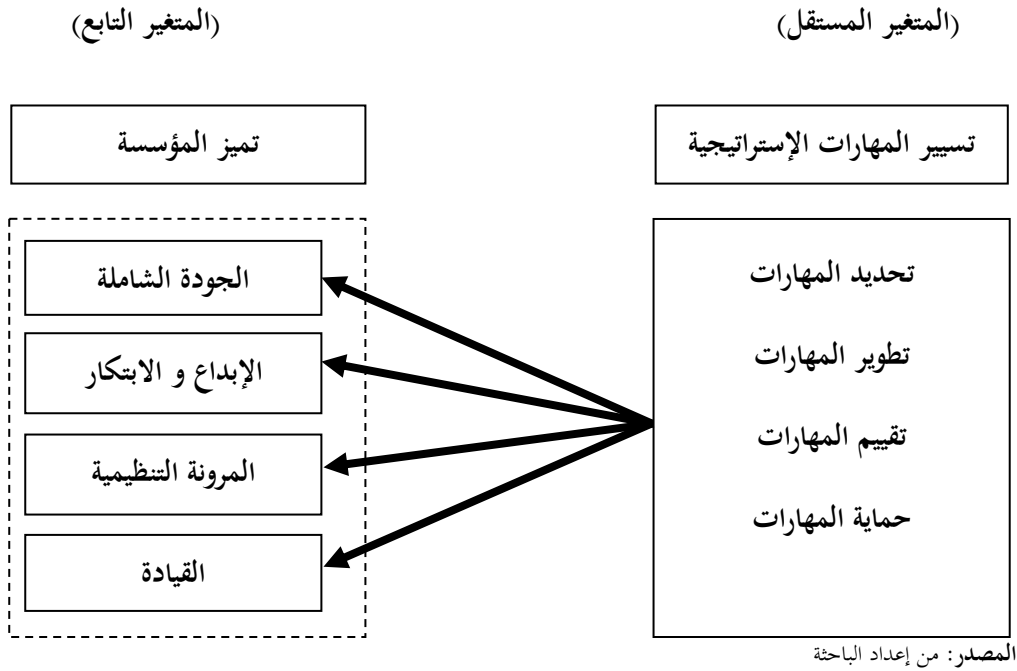 (المتغير المستقل)
(المتغير التابع)
تسيير المهارات الإستراتيجية
تميز المؤسسة
تحديد المهارات
تطوير المهارات
تقييم المهارات
حماية المهارات
الجودة الشاملة
الإبداع و الابتكار
المرونة التنظيمية
القيادة
المصدر: من إعداد الباحثة